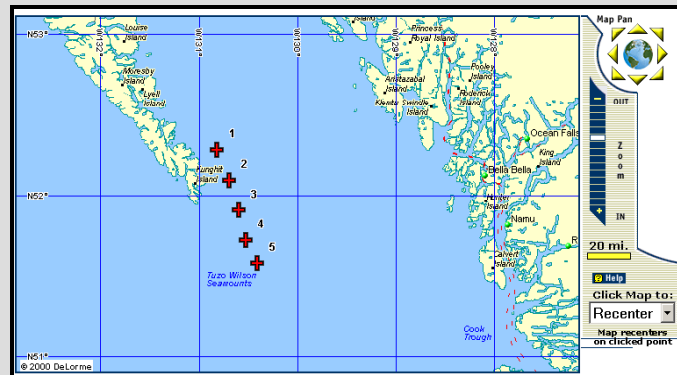 N53°
W132°
W131°
W130°
W129°
W128°
Louise
Island
Island
Princess
Royal Island
Moresby
Island
Lyell
Island
Aristazabal
Island
Pooley
Island
Roderick
Island
Kiemtu Swindle
Island
1
2
3
4
5
Kunghit
Island
Ocean Falls
King
Island
Bella Bella
N52°
Hunter
Island
Namu
R
Calvert
Island
Tuzo Wilson
Seamounts
Cook
Trough
N51°
© 2000 DeLorme
Map Pan
OUT
Zoom
IN
20 mi.
? Help
Click Map to:
Recenter
Map recenters
on clicked point